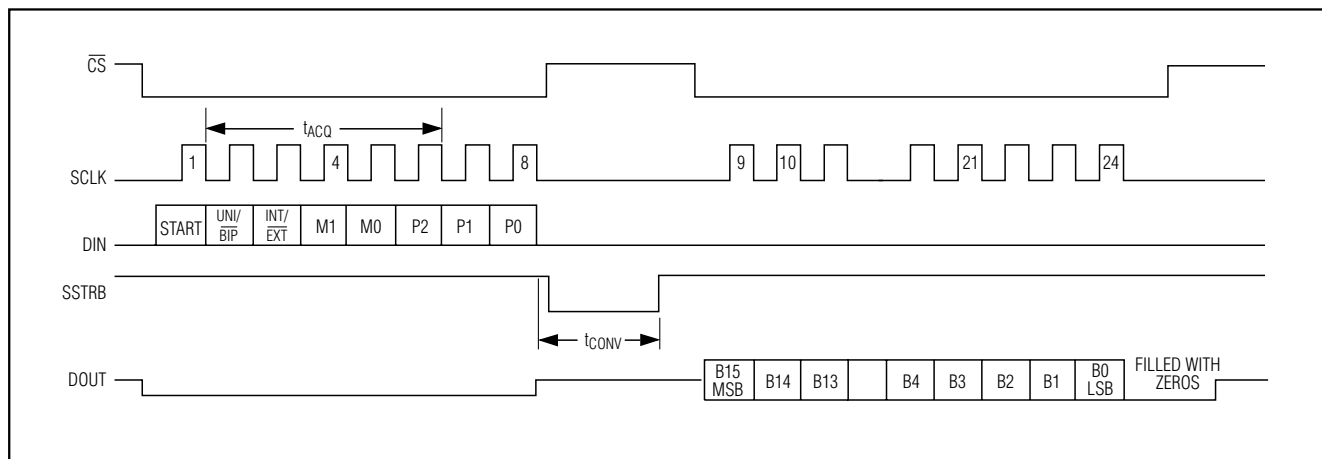 CS
tACQ
1 4 8 9 10 21 24
SCLK
START UNI/BIP INT/EXT M1 M0 P2 P1 P0
DIN
SSTRB
tCONV
DOUT
B15 MSB B14 B13 B4 B3 B2 B1 B0 LSB FILLED WITH ZEROS